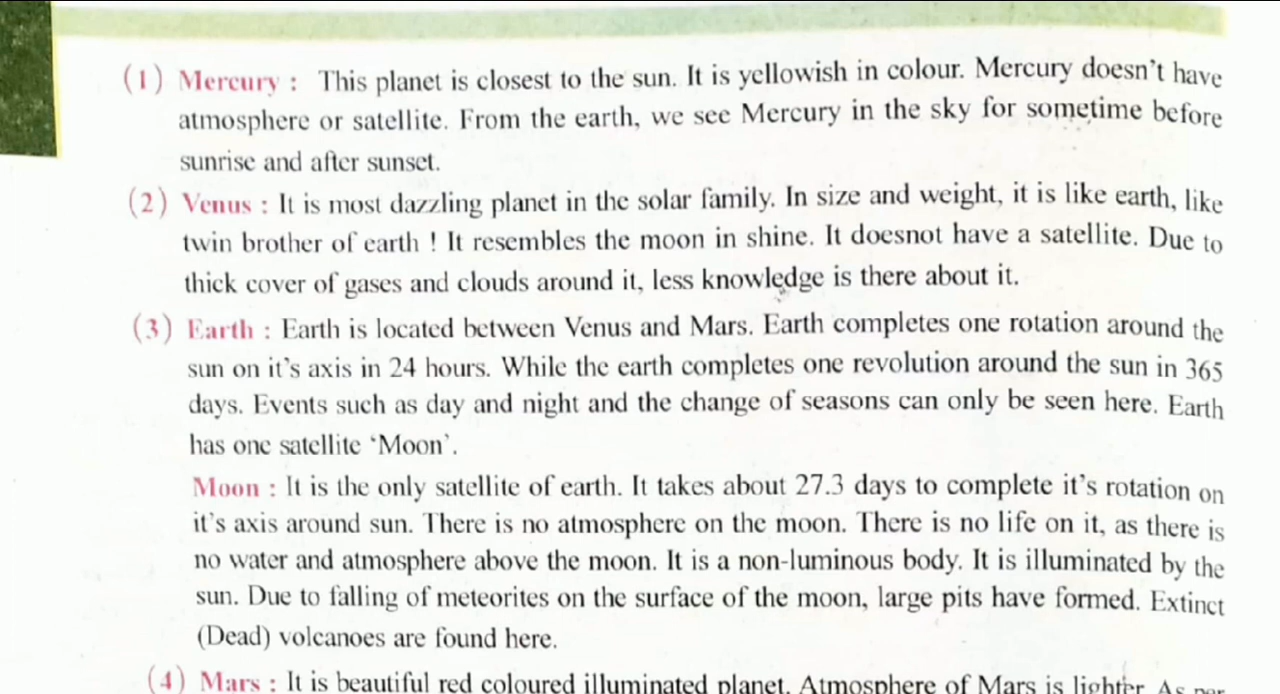 (1) Mercury : This planet is closest to the sun. It is yellowish in colour. Mercury doesn't have
atmosphere or satellite. From the earth, we see Mercury in the sky for sometime before
sunrise and after sunset.
(2) Venus : It is most dazzling planet in the solar family. In size and weight, it is like earth, like
twin brother of earth ! It resembles the moon in shine. It doesnot have a satellite. Due to
thick cover of gases and clouds around it, less knowledge is there about it.
(3) Earth : Earth is located between Venus and Mars. Earth completes one rotation around the
sun on it's axis in 24 hours. While the earth completes one revolution around the sun in 365
days. Events such as day and night and the change of seasons can only be seen here. Earth
has one satellite 'Moon'.
Moon : It is the only satellite of earth. It takes about 27.3 days to complete it's rotation on
it's axis around sun. There is no atmosphere on the moon. There is no life on it, as there is
no water and atmosphere above the moon. It is a non-luminous body. It is illuminated by the
sun. Due to falling of meteorites on the surface of the moon, large pits have formed. Extinct
(Dead) volcanoes are found here.
(4) Mars : It is beautiful red coloured illuminated planet. Atmosphere of Mars is lighter. As per